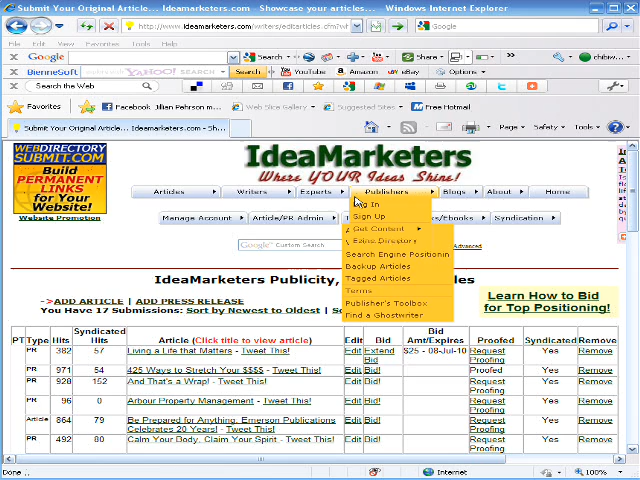 Submit Your Original Article... Ideamarketers.com - Showcase your articles... - Windows Internet Explorer
http://www.ideamarketers.com/writers/editarticles.cfm?w
Google
File Edit View Favorites Tools Help
x Google Search Share chibiw...
x BienneSoft YAHOO! SEARCH Search YouTube Amazon eBay Options
x Search the Web
Favorites Facebook Jillian Pehrson m... Web Slice Gallery Suggested Sites Free Hotmail
Submit Your Original Article... Ideamarketers.com - Sh...
Page Safety Tools
WEBDIRECTORY
SUBMIT.COM
Build
PERMANENT
LINKS
for Your
Website!
Website Promotion
IdeaMarketers
Where YOUR Ideas Shine!
Articles Writers Experts Publishers Blogs About Home
Log In
Manage Account Article/PR Admin ks/Ebooks Syndication
Sign Up
Get Content
Ezine Directory
Google Custom Search Advanced
Search Engine Positionin
Backup Articles
Tagged Articles
Terms
Publisher's Toolbox
Find a Ghostwriter
IdeaMarketers Publicity, les
->ADD ARTICLE | ADD PRESS RELEASE
You Have 17 Submissions: Sort by Newest to Oldest | So
Learn How to Bid
for Top Positioning!
PT Type Hits Syndicated Hits Article (Click title to view article) Edit Bid Bid Amt/Expires Proofed Syndicated Remove
PR 382 57 Living a Life that Matters - Tweet This! Edit Extend Bid $25 - 08-Jul-10 Request Proofing Yes Remove
PR 971 54 425 Ways to Stretch Your $$$$ - Tweet This! Edit Bid! Proofed Yes Remove
PR 928 152 And That's a Wrap! - Tweet This! Edit Bid! Request Proofing Yes Remove
PR 96 0 Arbour Property Management - Tweet This! Edit Bid! Request Proofing Yes Remove
Article 864 79 Be Prepared for Anything, Emerson Publications Celebrates 20 Years! - Tweet This! Edit Bid! Request Proofing Yes Remove
PR 492 80 Calm Your Body, Claim Your Spirit - Tweet This! Edit Bid! Request Proofing Yes Remove
Done Internet 100%